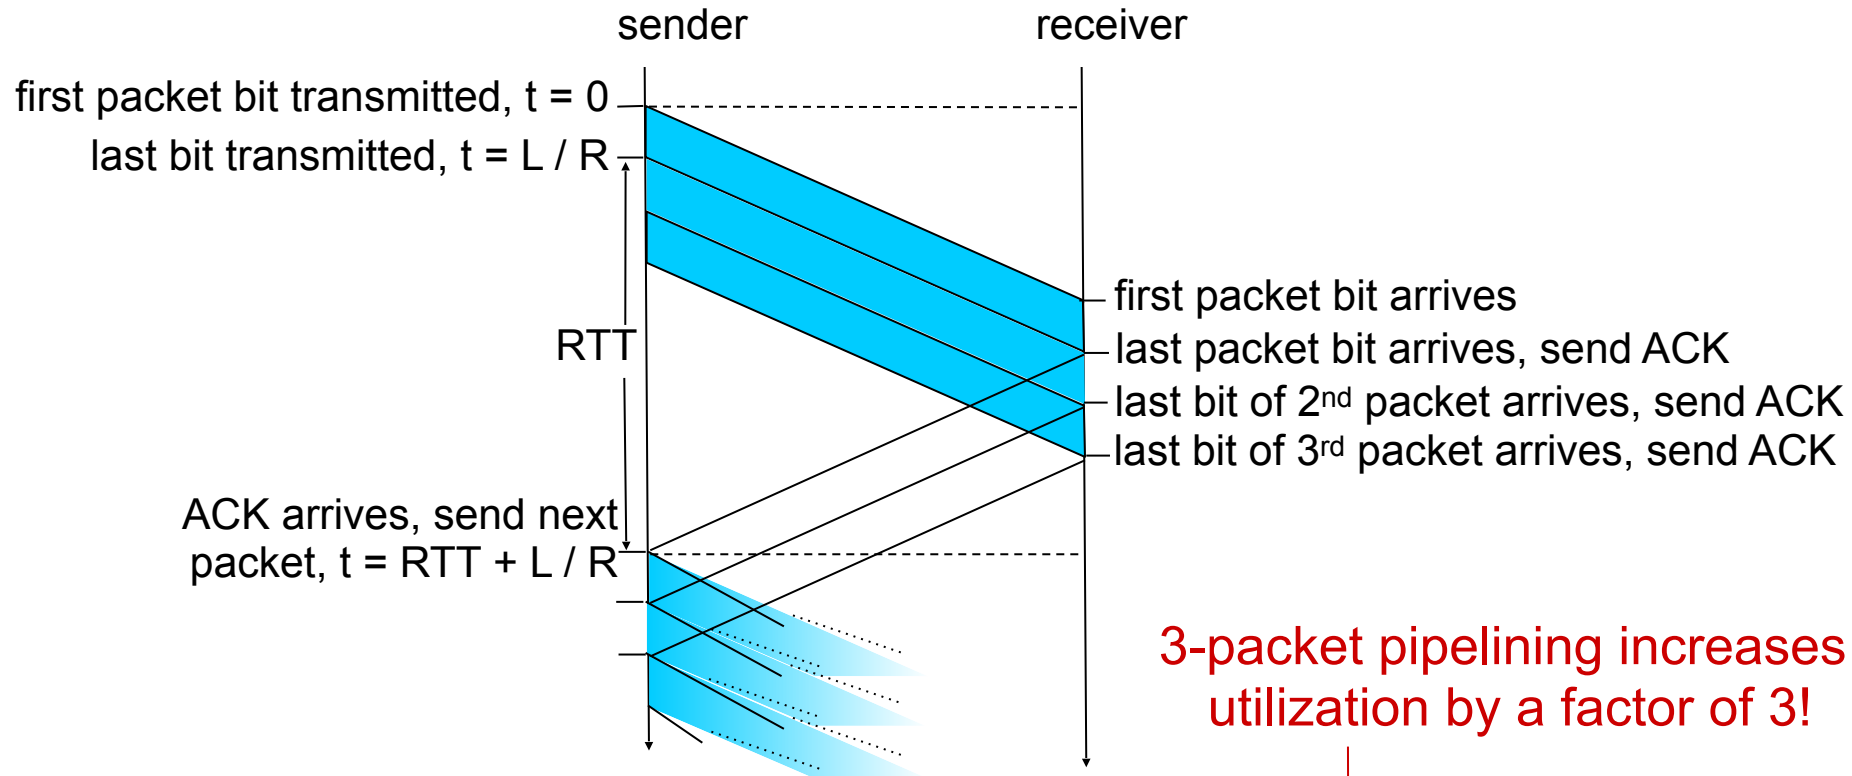 sender
receiver
first packet bit transmitted, t = 0
last bit transmitted, t = L / R
first packet bit arrives
RTT
last packet bit arrives, send ACK
last bit of 2nd packet arrives, send ACK
last bit of 3rd packet arrives, send ACK
ACK arrives, send next
packet, t = RTT + L / R
3-packet pipelining increases
utilization by a factor of 3!